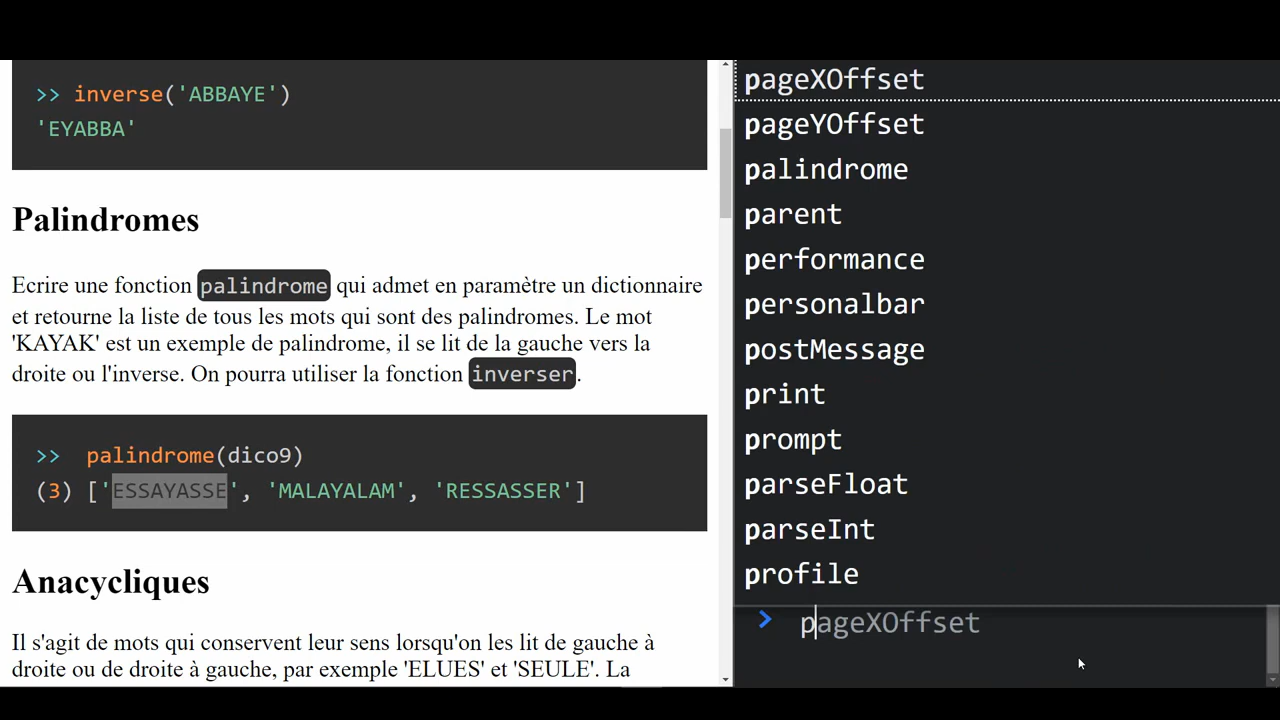 >> inverse('ABBAYE')
'EYABBA'
Palindromes
Ecrire une fonction palindrome qui admet en paramètre un dictionnaire
et retourne la liste de tous les mots qui sont des palindromes. Le mot
'KAYAK' est un exemple de palindrome, il se lit de la gauche vers la
droite ou l'inverse. On pourra utiliser la fonction inverser.
>> palindrome(dico9)
(3) ['ESSAYASSE', 'MALAYALAM', 'RESSASSER']
Anacycliques
Il s'agit de mots qui conservent leur sens lorsqu'on les lit de gauche à
droite ou de droite à gauche, par exemple 'ELUES' et 'SEULE'. La
pageXOffset
pageYOffset
palindrome
parent
performance
personalbar
postMessage
print
prompt
parseFloat
parseInt
profile
> pageXOffset